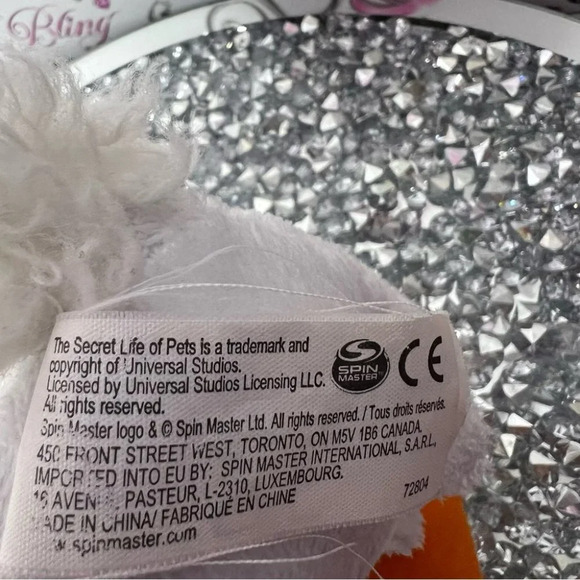 Bling
The Secret Life of Pets is a trademark and
copyright of Universal Studios.
Licensed by Universal Studios Licensing LLC.
All rights reserved.
SPIN MASTER
CE
Spin Master logo & © Spin Master Ltd. All rights reserved. / Tous droits réservés.
450 FRONT STREET WEST, TORONTO, ON M5V 1B6 CANADA.
IMPORTED INTO EU BY: SPIN MASTER INTERNATIONAL, S.A.R.L,
16 AVENUE PASTEUR, L-2310, LUXEMBOURG.
MADE IN CHINA/ FABRIQUÉ EN CHINE
72804
www.spinmaster.com